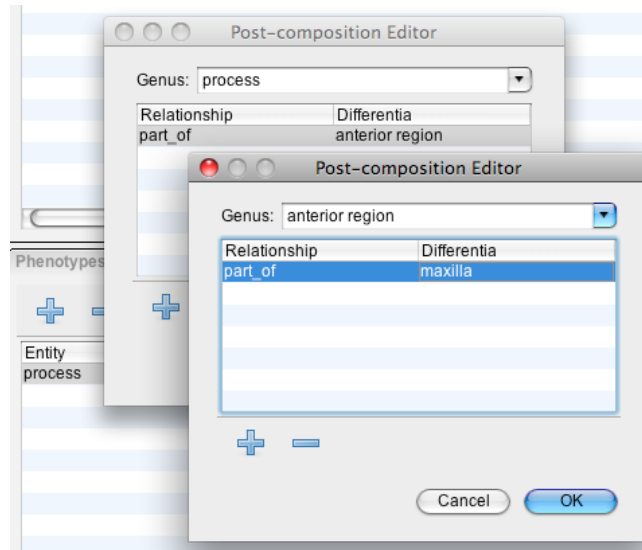 Post-composition Editor
Genus: process
Relationship Differentia
part_of anterior region
Post-composition Editor
Genus: anterior region
Relationship Differentia
part_of maxilla
Phenotypes
Entity
process
Cancel OK